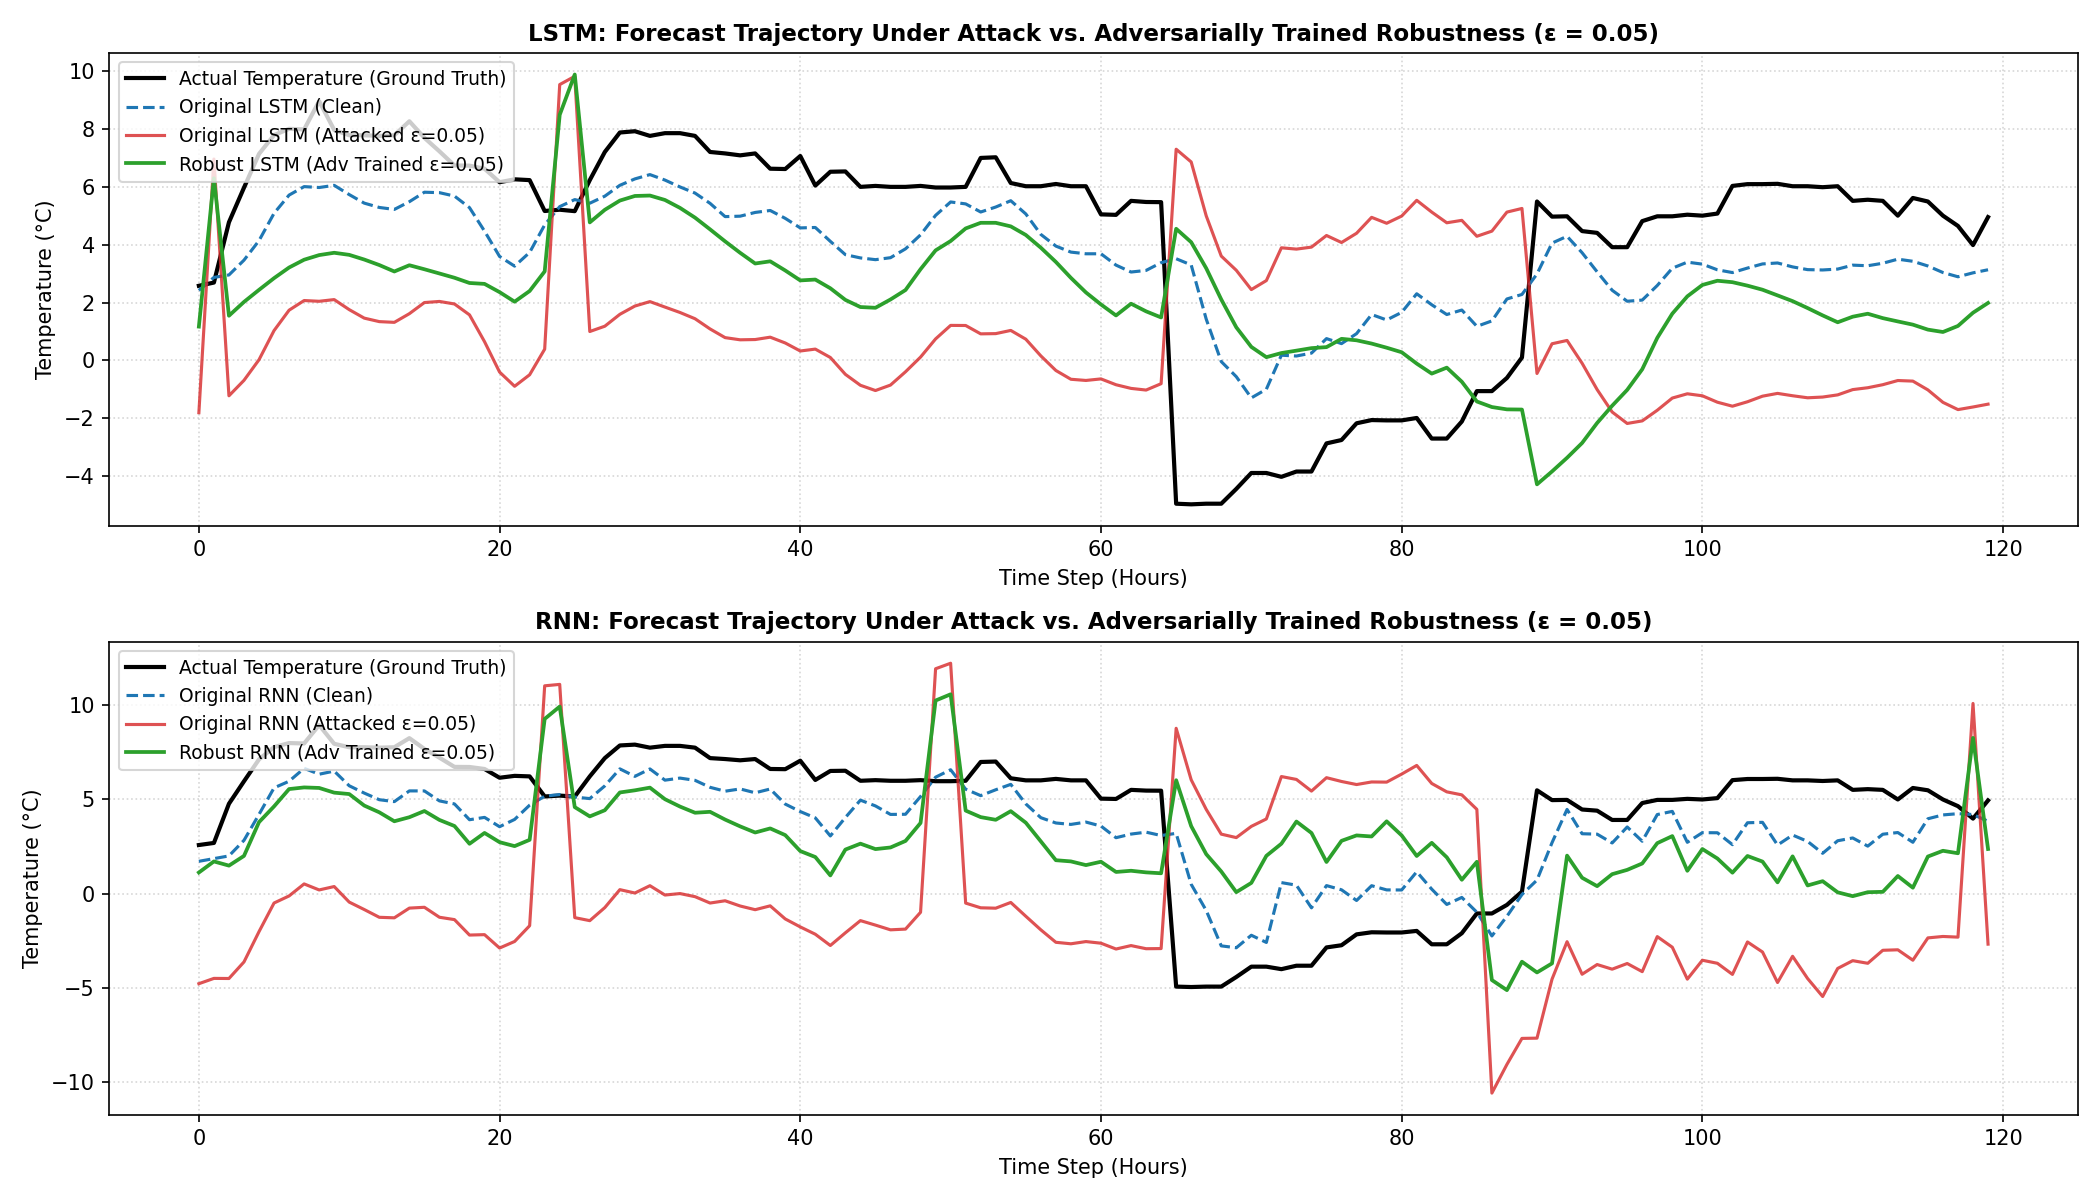 LSTM: Forecast Trajectory Under Attack vs. Adversarially Trained Robustness (ε = 0.05)
Actual Temperature (Ground Truth)
Original LSTM (Clean)
Original LSTM (Attacked ε=0.05)
Robust LSTM (Adv Trained ε=0.05)
Temperature (°C)
10
8
6
4
2
0
−2
−4
0 20 40 60 80 100 120
Time Step (Hours)
RNN: Forecast Trajectory Under Attack vs. Adversarially Trained Robustness (ε = 0.05)
Actual Temperature (Ground Truth)
Original RNN (Clean)
Original RNN (Attacked ε=0.05)
Robust RNN (Adv Trained ε=0.05)
Temperature (°C)
10
5
0
−5
−10
0 20 40 60 80 100 120
Time Step (Hours)